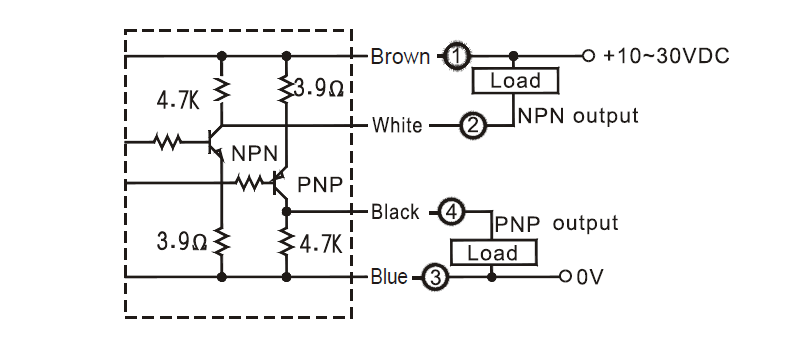 Brown ① +10~30VDC
3.9Ω Load
4.7K
White ② NPN output
NPN
PNP
Black ④ PNP output
3.9Ω 4.7K Load
Blue ③ 0V